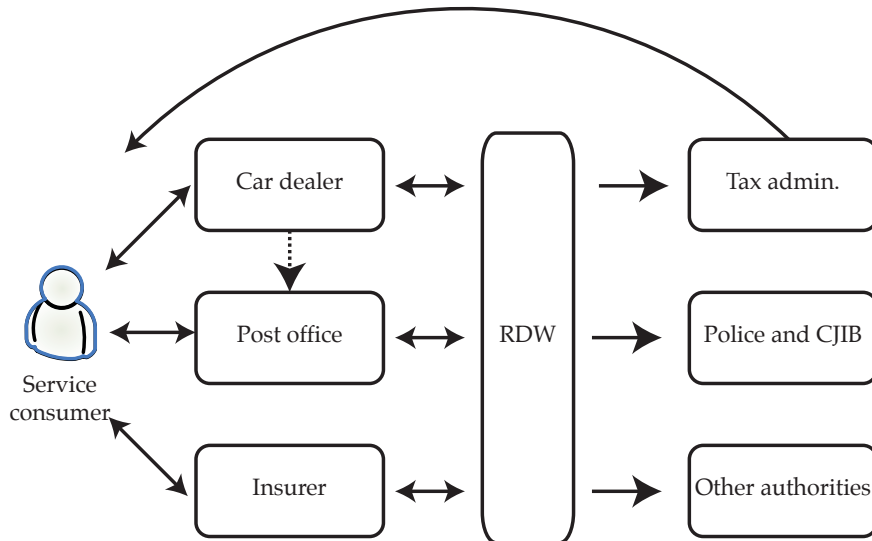 Car dealer
Tax admin.
Post office
RDW
Police and CJIB
Service
consumer
Insurer
Other authorities